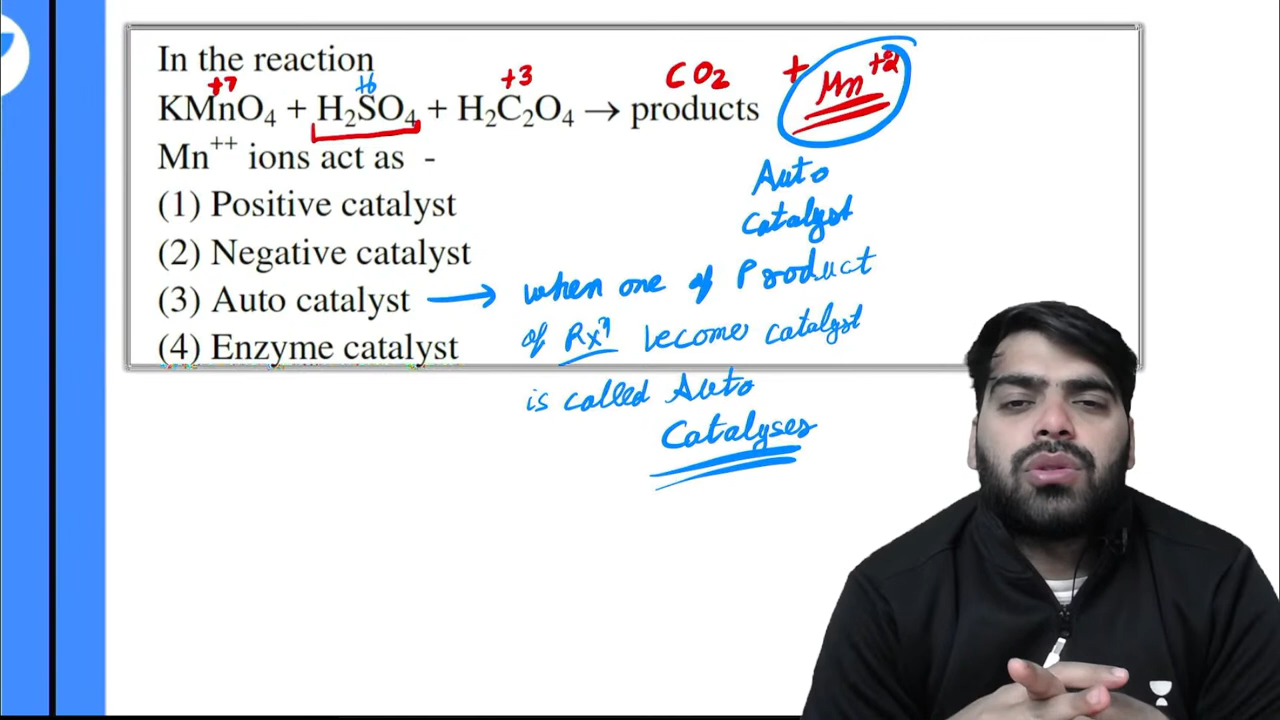 In the reaction
+7 +6 +3 CO2 + Mn+2
KMnO₄ + H₂SO₄ + H₂C₂O₄ → products
Mn⁺⁺ ions act as -
(1) Positive catalyst
(2) Negative catalyst
(3) Auto catalyst →
(4) Enzyme catalyst
Auto
Catalyst
when one of Product
of Rxⁿ become catalyst
is called Auto
Catalyses